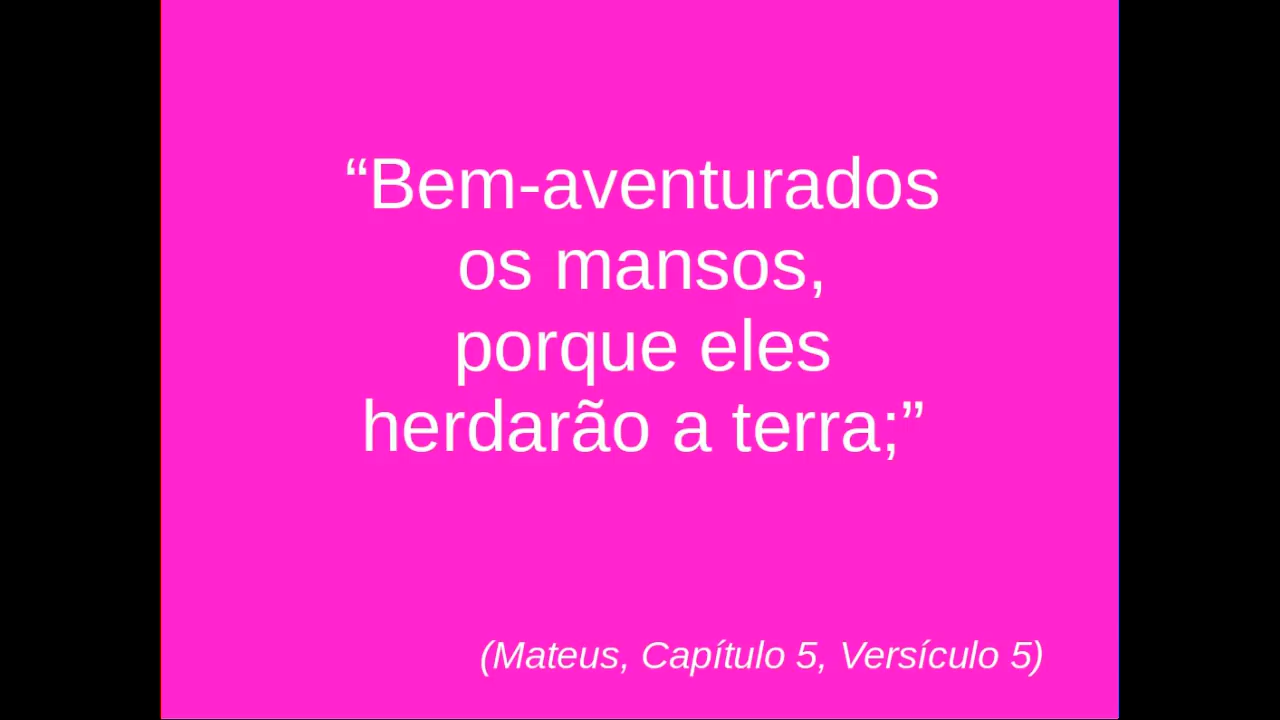 “Bem-aventurados
os mansos,
porque eles
herdarão a terra;”
(Mateus, Capítulo 5, Versículo 5)